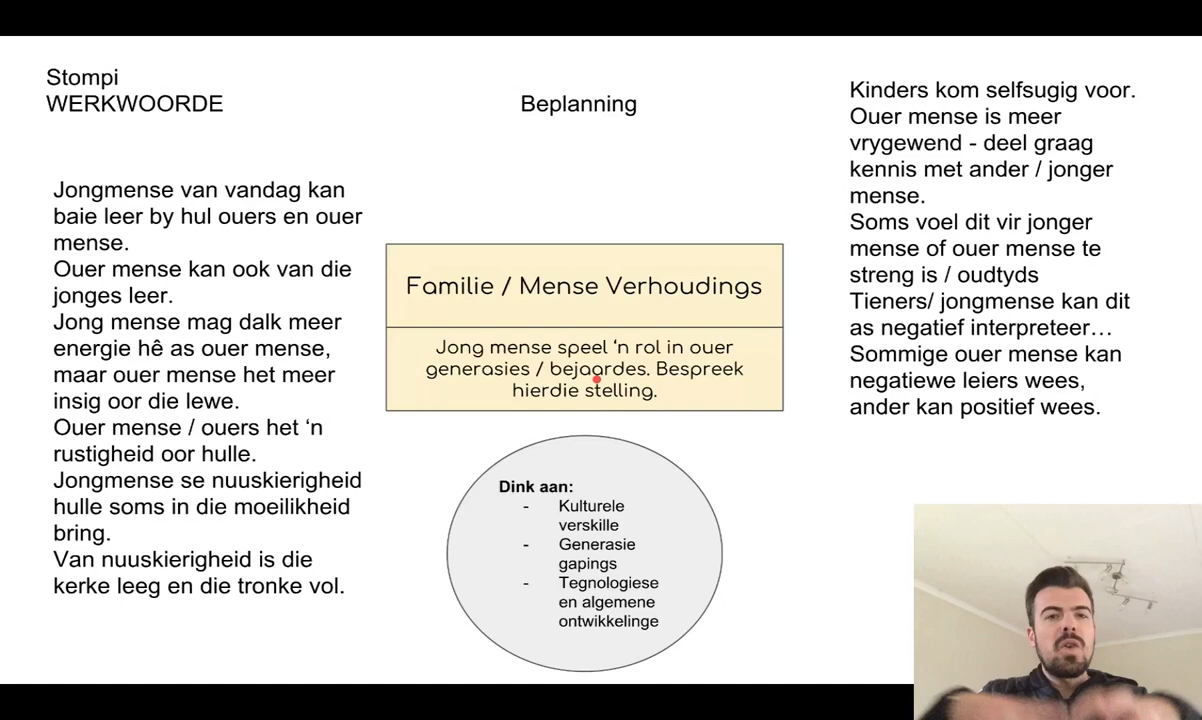 Stompi
WERKWOORDE
Beplanning
Jongmense van vandag kan
baie leer by hul ouers en ouer
mense.
Ouer mense kan ook van die
jonges leer.
Jong mense mag dalk meer
energie hê as ouer mense,
maar ouer mense het meer
insig oor die lewe.
Ouer mense / ouers het ‘n
rustigheid oor hulle.
Jongmense se nuuskierigheid
hulle soms in die moeilikheid
bring.
Van nuuskierigheid is die
kerke leeg en die tronke vol.
Familie / Mense Verhoudings
Jong mense speel ‘n rol in ouer
generasies / bejaardes. Bespreek
hierdie stelling.
Dink aan:
- Kulturele
verskille
- Generasie
gapings
- Tegnologiese
en algemene
ontwikkelinge
Kinders kom selfsugig voor.
Ouer mense is meer
vrygewend - deel graag
kennis met ander / jonger
mense.
Soms voel dit vir jonger
mense of ouer mense te
streng is / oudtyds
Tieners/ jongmense kan dit
as negatief interpreteer…
Sommige ouer mense kan
negatiewe leiers wees,
ander kan positief wees.